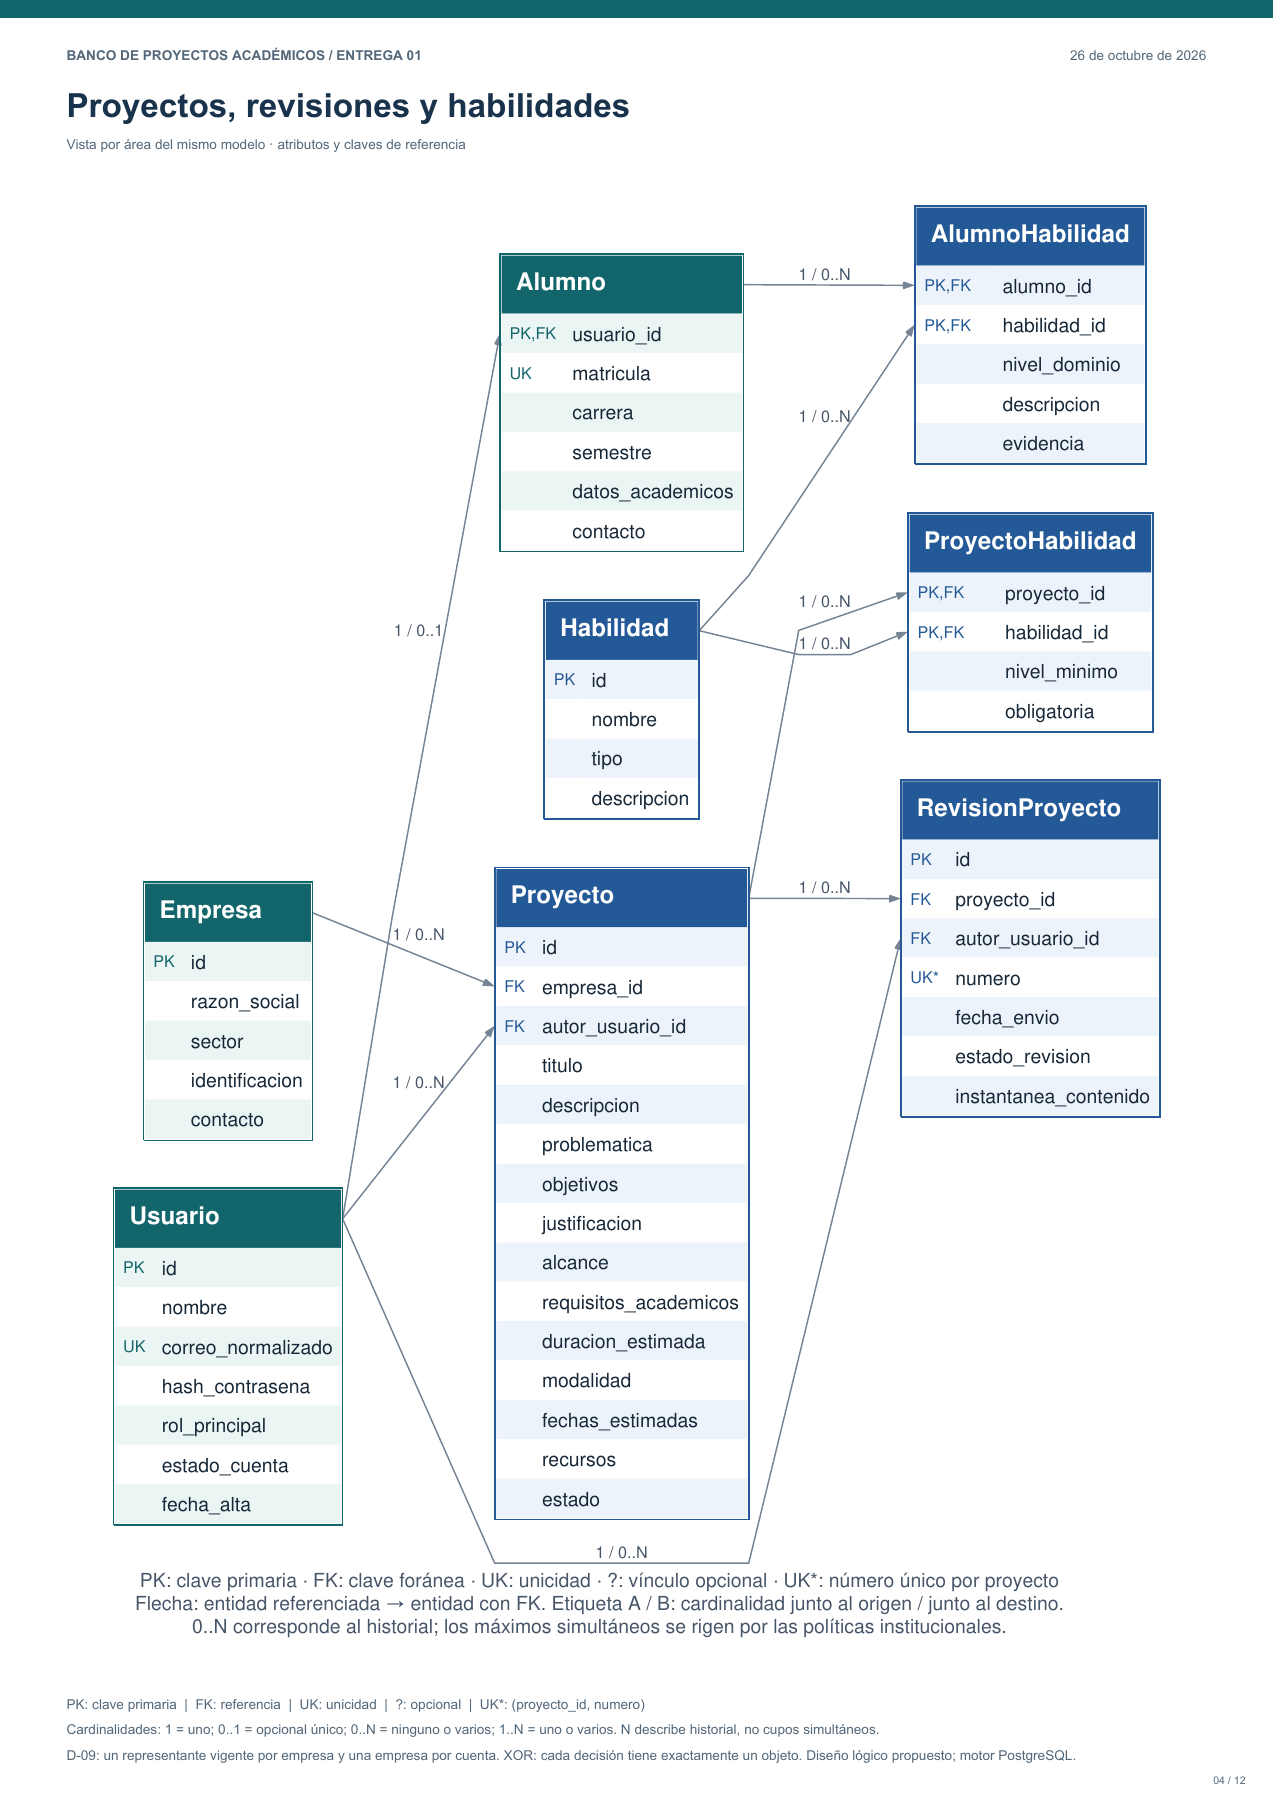 BANCO DE PROYECTOS ACADÉMICOS / ENTREGA 01
26 de octubre de 2026
Proyectos, revisiones y habilidades
Vista por área del mismo modelo · atributos y claves de referencia
AlumnoHabilidad
PK,FK alumno_id
PK,FK habilidad_id
nivel_dominio
descripcion
evidencia
Alumno
PK,FK usuario_id
UK matricula
carrera
semestre
datos_academicos
contacto
1 / 0..N
1 / 0..N
ProyectoHabilidad
PK,FK proyecto_id
PK,FK habilidad_id
nivel_minimo
obligatoria
1 / 0..N
1 / 0..N
1 / 0..1
Habilidad
PK id
nombre
tipo
descripcion
RevisionProyecto
PK id
FK proyecto_id
FK autor_usuario_id
UK* numero
fecha_envio
estado_revision
instantanea_contenido
1 / 0..N
Proyecto
PK id
FK empresa_id
FK autor_usuario_id
titulo
descripcion
problematica
objetivos
justificacion
alcance
requisitos_academicos
duracion_estimada
modalidad
fechas_estimadas
recursos
estado
Empresa
PK id
razon_social
sector
identificacion
contacto
1 / 0..N
1 / 0..N
Usuario
PK id
nombre
UK correo_normalizado
hash_contrasena
rol_principal
estado_cuenta
fecha_alta
1 / 0..N
PK: clave primaria · FK: clave foránea · UK: unicidad · ?: vínculo opcional · UK*: número único por proyecto
Flecha: entidad referenciada → entidad con FK. Etiqueta A / B: cardinalidad junto al origen / junto al destino.
0..N corresponde al historial; los máximos simultáneos se rigen por las políticas institucionales.
PK: clave primaria | FK: referencia | UK: unicidad | ?: opcional | UK*: (proyecto_id, numero)
Cardinalidades: 1 = uno; 0..1 = opcional único; 0..N = ninguno o varios; 1..N = uno o varios. N describe historial, no cupos simultáneos.
D-09: un representante vigente por empresa y una empresa por cuenta. XOR: cada decisión tiene exactamente un objeto. Diseño lógico propuesto; motor PostgreSQL.
04 / 12